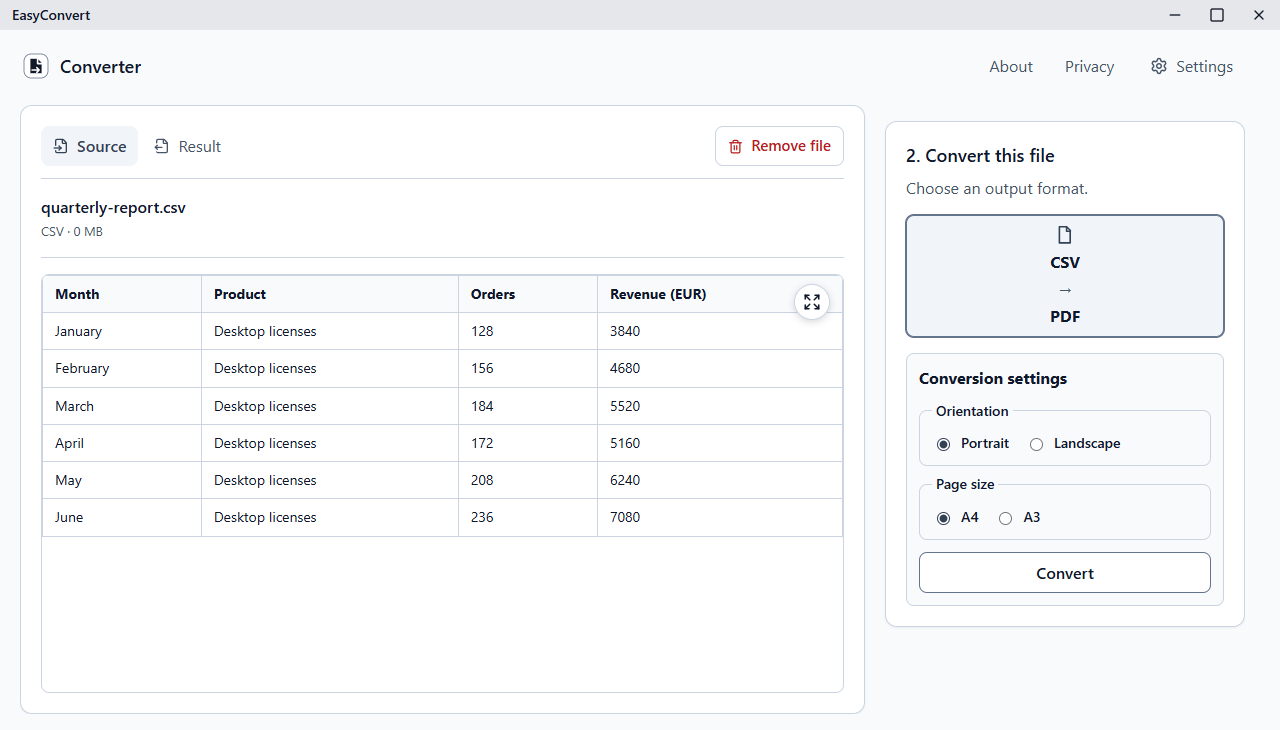 EasyConvert
Converter
About Privacy Settings
Source Result Remove file
quarterly-report.csv
CSV · 0 MB
Month Product Orders Revenue (EUR)
January Desktop licenses 128 3840
February Desktop licenses 156 4680
March Desktop licenses 184 5520
April Desktop licenses 172 5160
May Desktop licenses 208 6240
June Desktop licenses 236 7080
2. Convert this file
Choose an output format.
CSV
→
PDF
Conversion settings
Orientation
Portrait Landscape
Page size
A4 A3
Convert